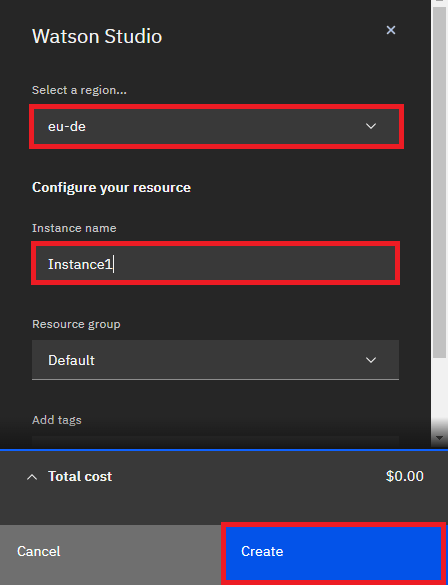 Watson Studio
Select a region...
eu-de
Configure your resource
Instance name
Instance1
Resource group
Default
Add tags
Total cost $0.00
Cancel Create